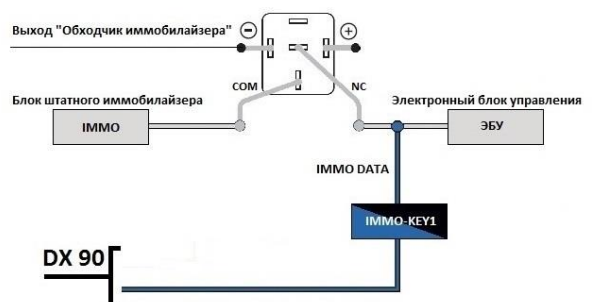 Выход "Обходчик иммобилайзера"
− +
COM NC
Блок штатного иммобилайзера Электронный блок управления
IMMO ЭБУ
IMMO DATA
IMMO-KEY1
DX 90